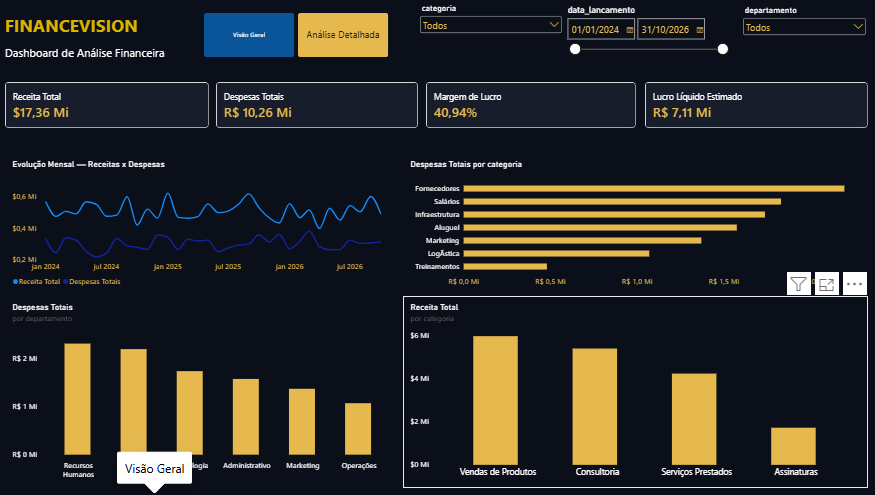 FINANCEVISION
Dashboard de Análise Financeira
Visão Geral
Análise Detalhada
categoria
Todos
data_lancamento
01/01/2024
31/10/2026
departamento
Todos
Receita Total
$17,36 Mi
Despesas Totais
R$ 10,26 Mi
Margem de Lucro
40,94%
Lucro Líquido Estimado
R$ 7,11 Mi
Evolução Mensal — Receitas x Despesas
$0,6 Mi
$0,4 Mi
$0,2 Mi
jan 2024
jul 2024
jan 2025
jul 2025
jan 2026
jul 2026
Receita Total
Despesas Totais
Despesas Totais por categoria
Fornecedores
Salários
Infraestrutura
Aluguel
Marketing
LogÃstica
Treinamentos
R$ 0,0 Mi
R$ 0,5 Mi
R$ 1,0 Mi
R$ 1,5 Mi
Despesas Totais
por departamento
R$ 2 Mi
R$ 1 Mi
R$ 0 Mi
Recursos
Humanos
Administrativo
Marketing
Operações
Visão Geral
Receita Total
por categoria
$6 Mi
$4 Mi
$2 Mi
$0 Mi
Vendas de Produtos
Consultoria
Serviços Prestados
Assinaturas